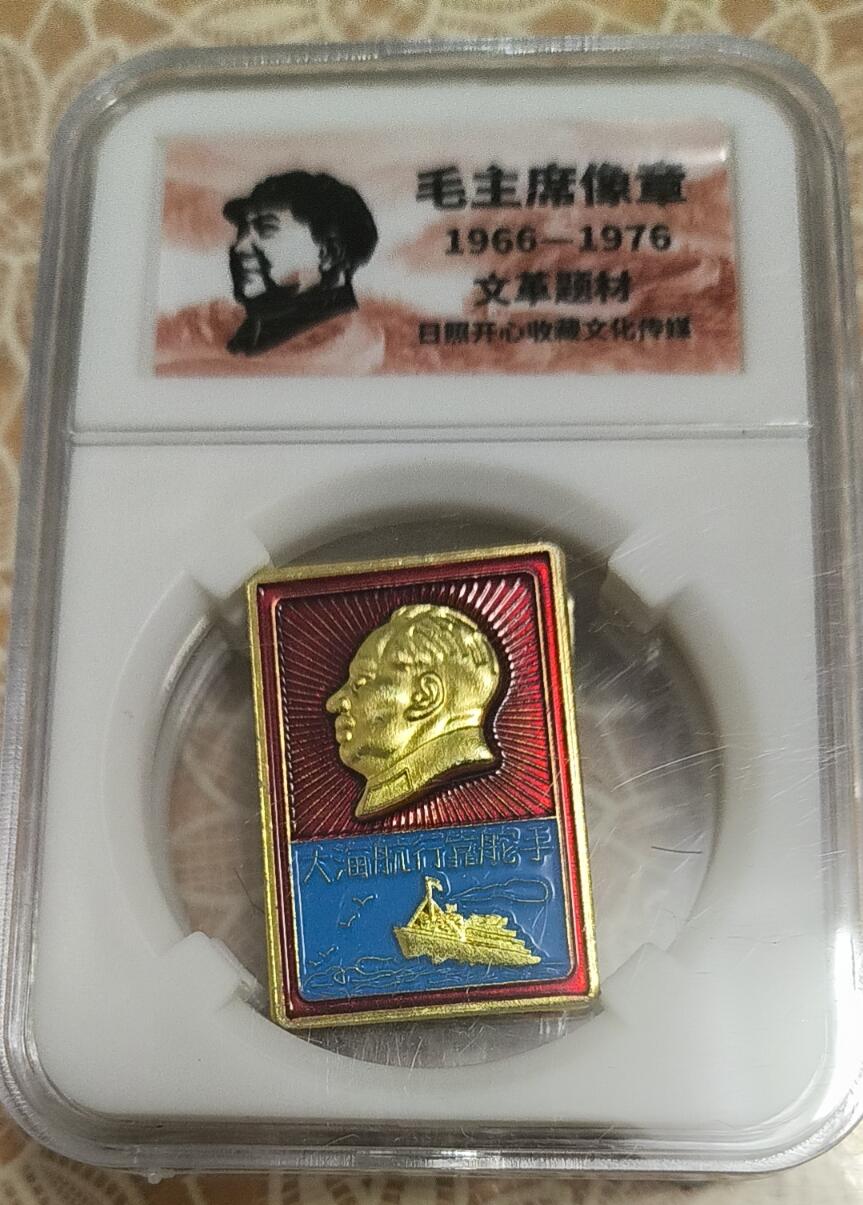 毛主席像章
1966—1976
文革题材
日照开心收藏文化传媒
大海航行靠舵手